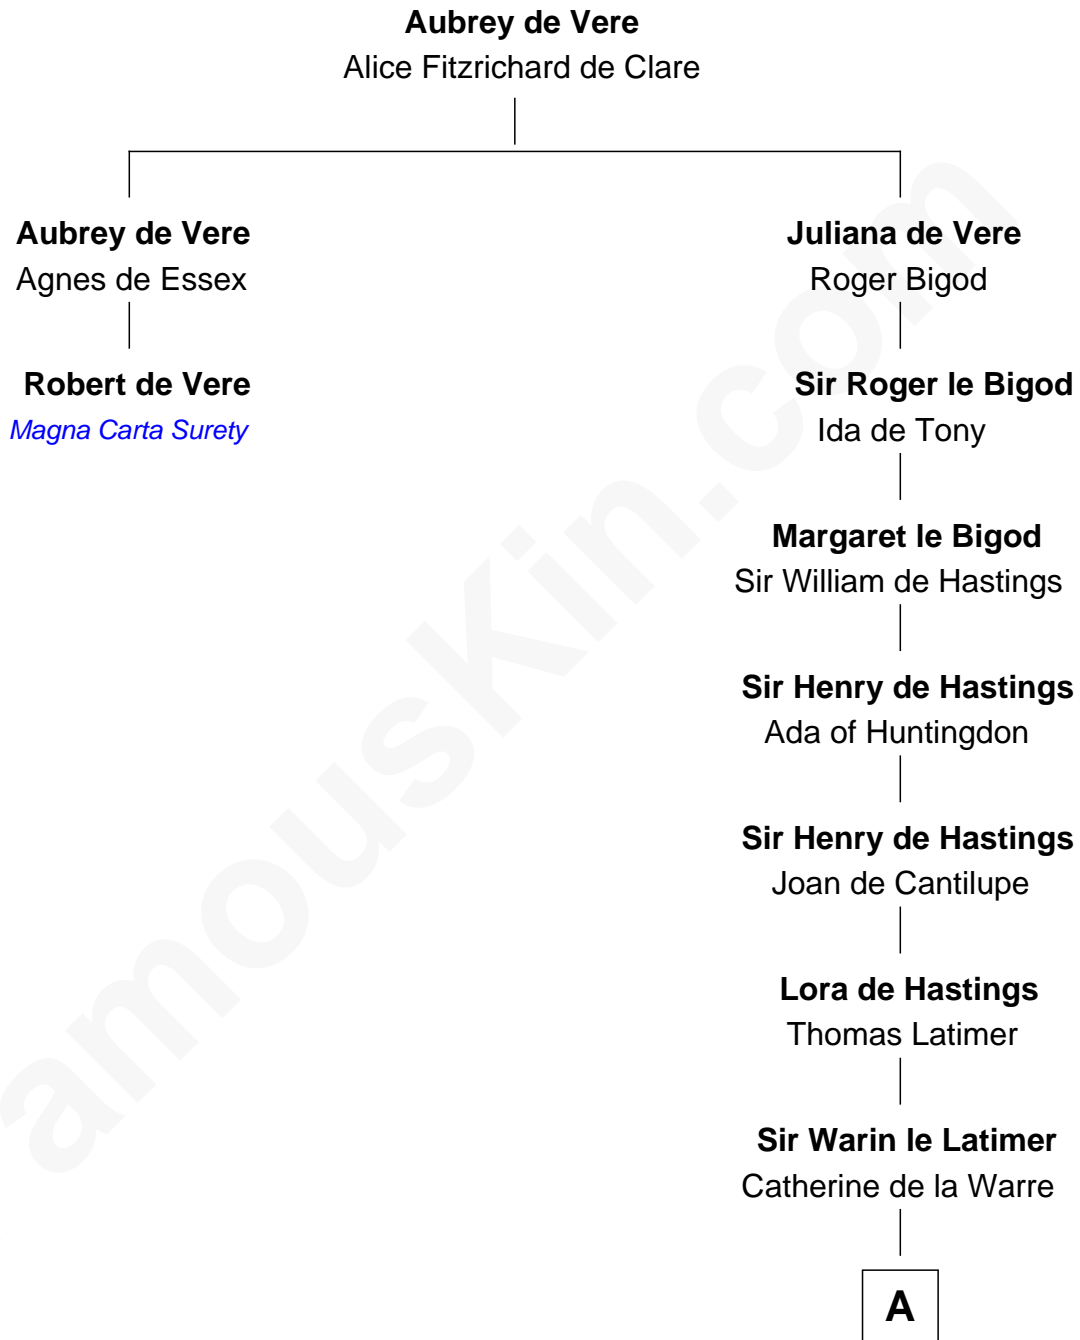 Aubrey de Vere
Alice Fitzrichard de Clare
Aubrey de Vere
Agnes de Essex
Juliana de Vere
Roger Bigod
Robert de Vere
Magna Carta Surety
Sir Roger le Bigod
Ida de Tony
Margaret le Bigod
Sir William de Hastings
Sir Henry de Hastings
Ada of Huntingdon
Sir Henry de Hastings
Joan de Cantilupe
Lora de Hastings
Thomas Latimer
Sir Warin le Latimer
Catherine de la Warre
A
amouskin.com